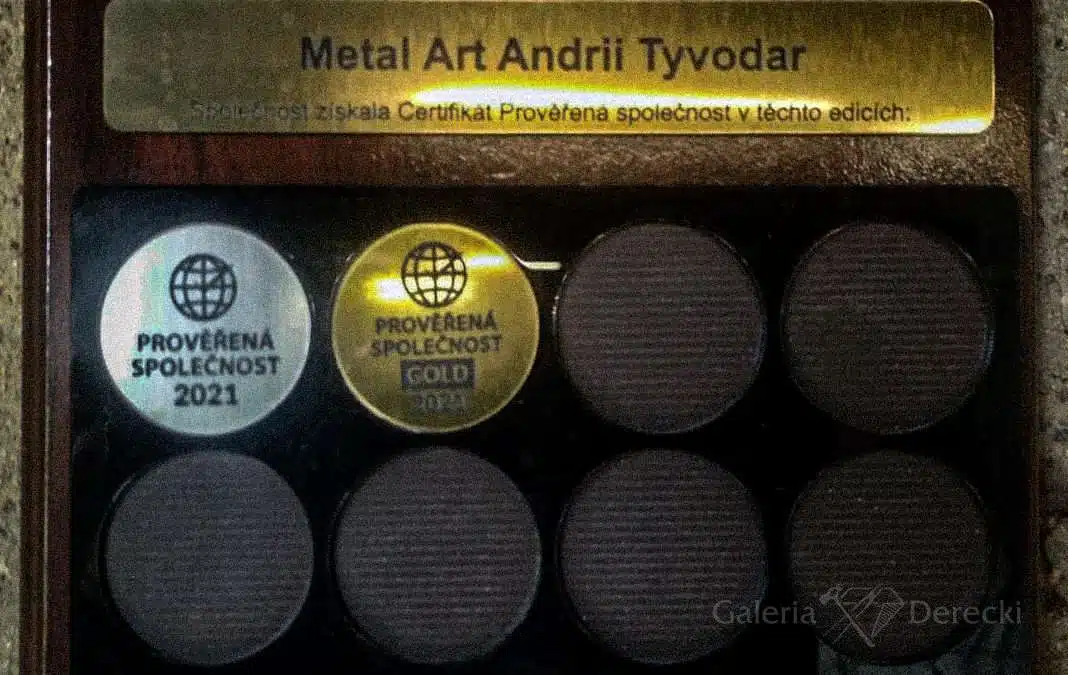 Metal Art Andrii Tyvodar
Společnost získala Certifikát Prověřená společnost v těchto edicích:
PROVĚŘENÁ
SPOLEČNOST
2021
PROVĚŘENÁ
SPOLEČNOST
GOLD
2021
Galeria Derecki